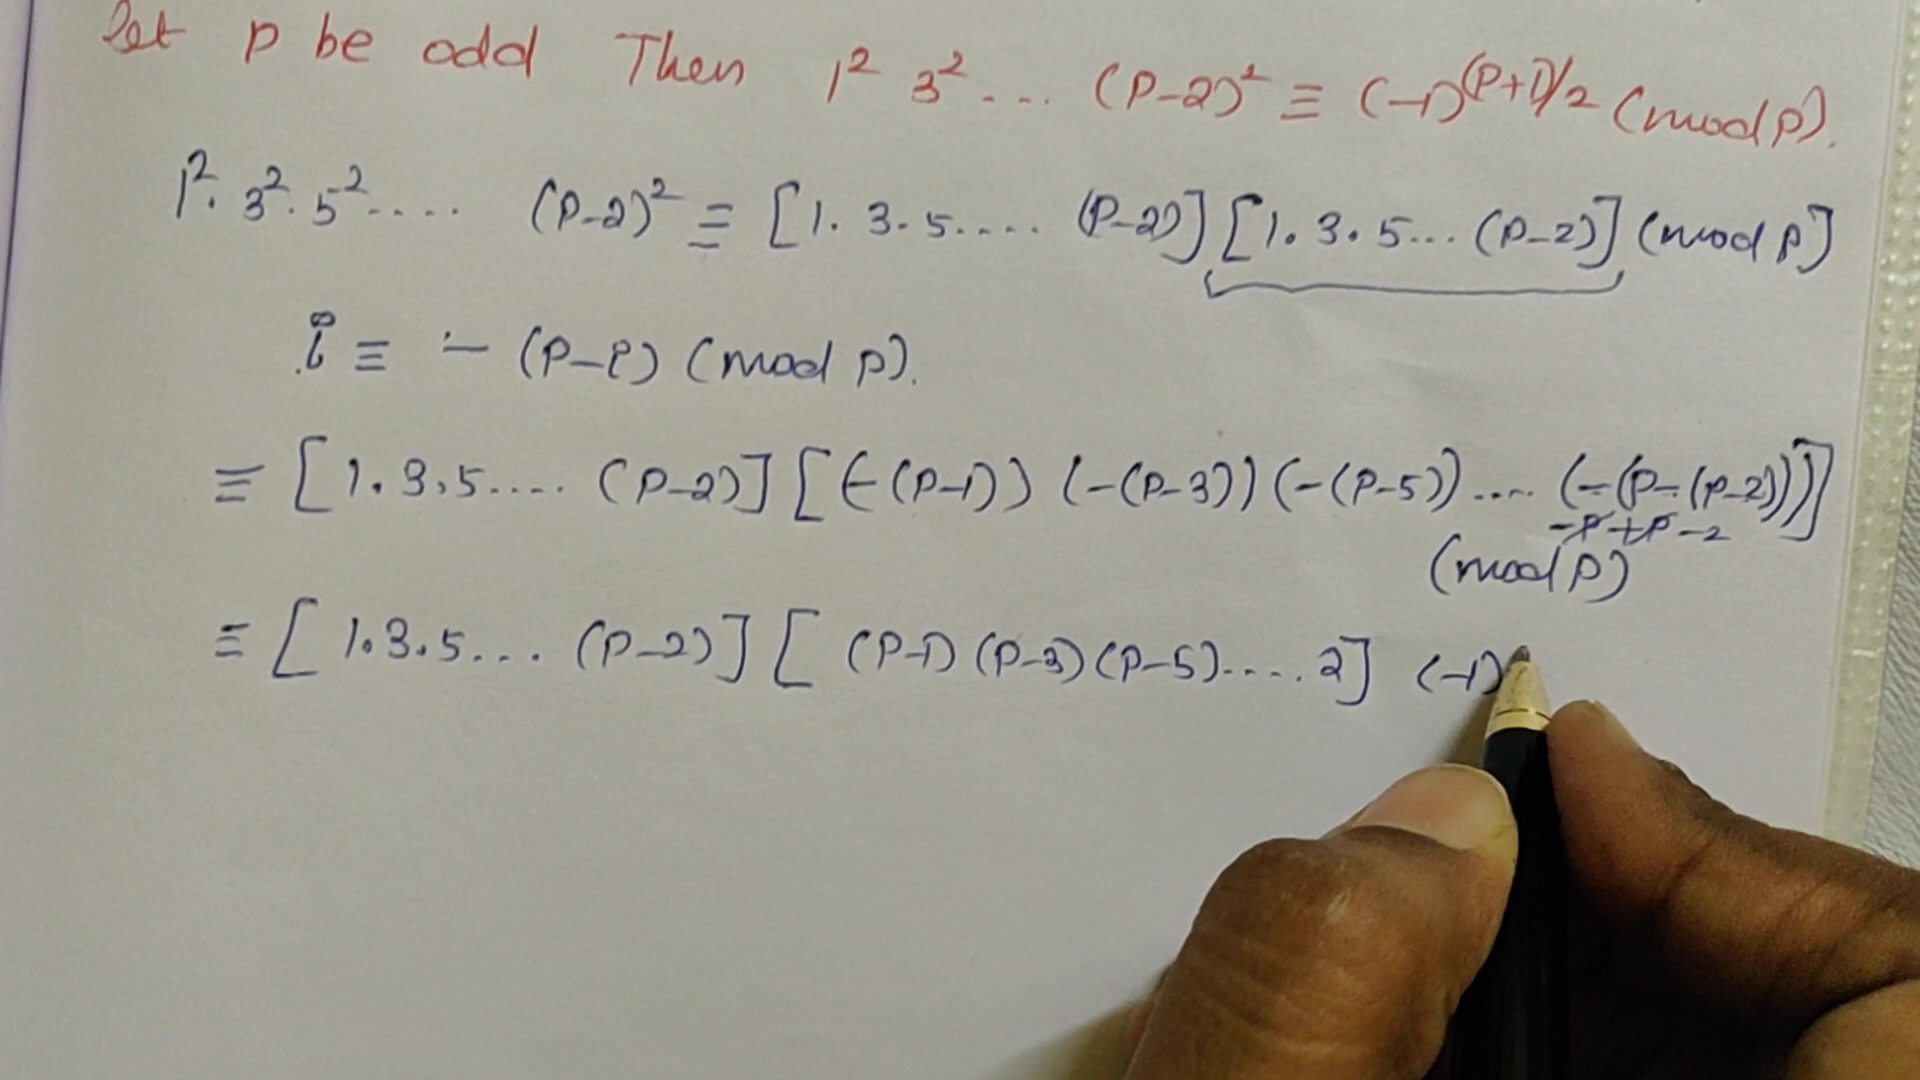 Let p be odd Then 1² 3² ... (p-2)² ≡ (-1)^(p+1)/2 (mod p).
1². 3². 5².... (p-2)² ≡ [1. 3. 5.... (p-2)] [1. 3. 5... (p-2)] (mod p)
i ≡ - (p-i) (mod p).
≡ [1. 3. 5.... (p-2)] [(-(p-1)) (-(p-3)) (-(p-5)) .... (-(p-(p-2)))]
-p+p-2
(mod p)
≡ [1. 3. 5... (p-2)] [(p-1) (p-3) (p-5)..... 2] (-1)